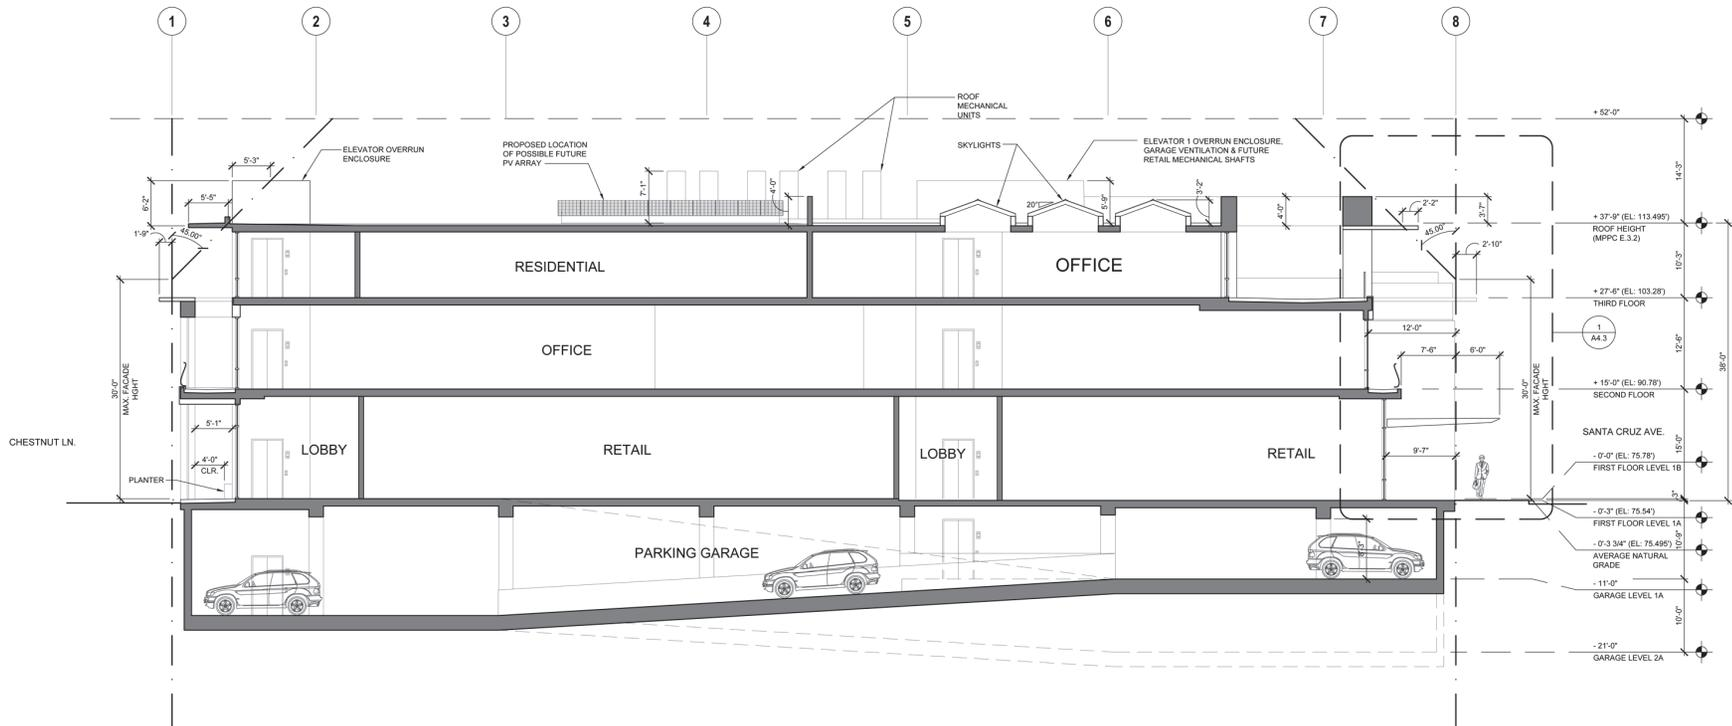 1
2
3
4
5
6
7
8
ROOF
MECHANICAL
UNITS
+ 52'-0"
ELEVATOR OVERRUN
ENCLOSURE
PROPOSED LOCATION
OF POSSIBLE FUTURE
PV ARRAY
SKYLIGHTS
ELEVATOR 1 OVERRUN ENCLOSURE,
GARAGE VENTILATION & FUTURE
RETAIL MECHANICAL SHAFTS
5'-3"
14'-3"
6'-2"
5'-5"
7'-1"
4'-0"
20°
5'-9"
3'-2"
4'-0"
2'-2"
3'-7"
+ 37'-9" (EL: 113.495')
ROOF HEIGHT
(MPPC E.3.2)
1'-9"
45.00°
45.00°
2'-10"
RESIDENTIAL
OFFICE
10'-3"
+ 27'-6" (EL: 103.28')
THIRD FLOOR
12'-0"
1
A4.3
OFFICE
7'-6"
6'-0"
12'-6"
38'-0"
30'-0"
MAX. FACADE
HGHT
30'-0"
MAX. FACADE
HGHT
+ 15'-0" (EL: 90.78')
SECOND FLOOR
5'-1"
CHESTNUT LN.
SANTA CRUZ AVE.
LOBBY
RETAIL
LOBBY
RETAIL
9'-7"
15'-0"
4'-0"
CLR.
PLANTER
- 0'-0" (EL: 75.78')
FIRST FLOOR LEVEL 1B
3"
- 0'-3" (EL: 75.54')
FIRST FLOOR LEVEL 1A
PARKING GARAGE
8'-3"
10'-9"
- 0'-3 3/4" (EL: 75.495')
AVERAGE NATURAL
GRADE
- 11'-0"
GARAGE LEVEL 1A
10'-0"
- 21'-0"
GARAGE LEVEL 2A